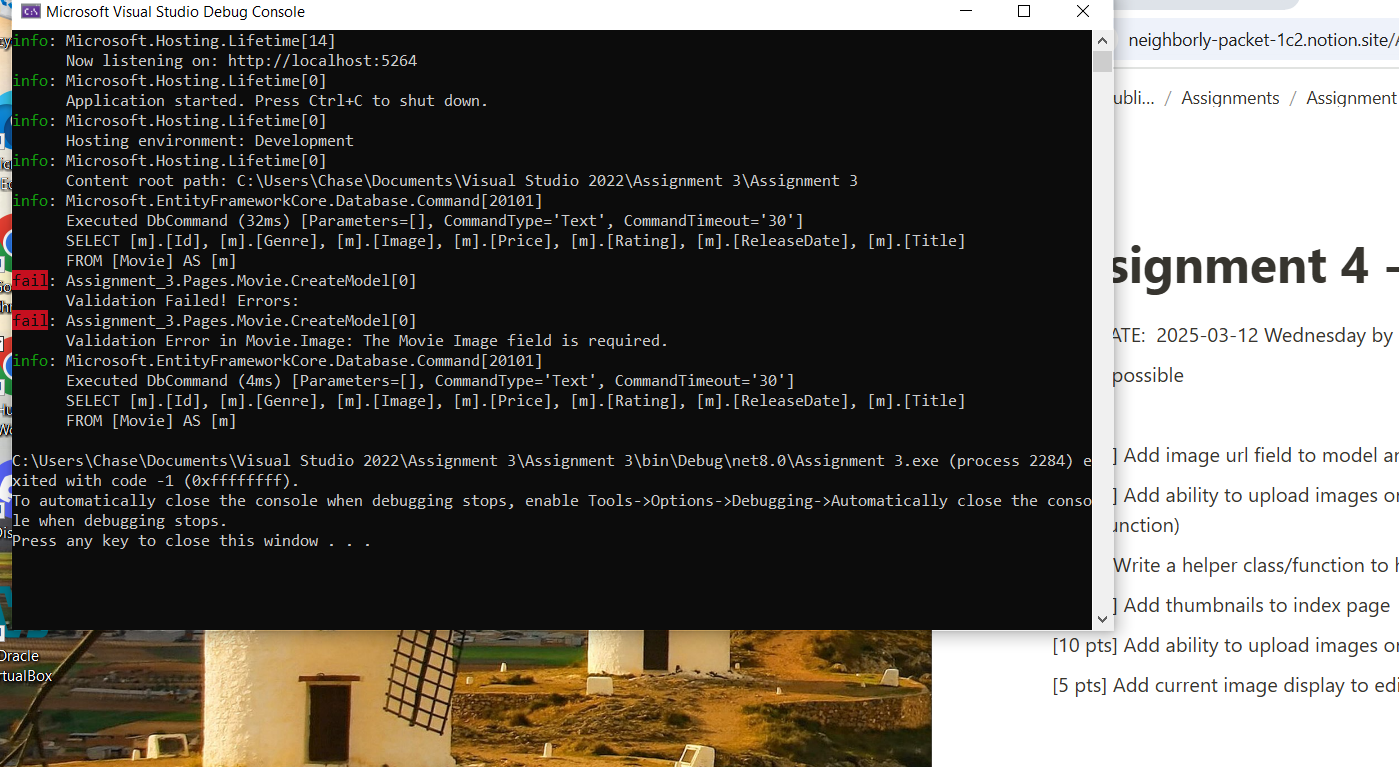 Microsoft Visual Studio Debug Console
info: Microsoft.Hosting.Lifetime[14]
Now listening on: http://localhost:5264
info: Microsoft.Hosting.Lifetime[0]
Application started. Press Ctrl+C to shut down.
info: Microsoft.Hosting.Lifetime[0]
Hosting environment: Development
info: Microsoft.Hosting.Lifetime[0]
Content root path: C:\Users\Chase\Documents\Visual Studio 2022\Assignment 3\Assignment 3
info: Microsoft.EntityFrameworkCore.Database.Command[20101]
Executed DbCommand (32ms) [Parameters=[], CommandType='Text', CommandTimeout='30']
SELECT [m].[Id], [m].[Genre], [m].[Image], [m].[Price], [m].[Rating], [m].[ReleaseDate], [m].[Title]
FROM [Movie] AS [m]
fail: Assignment_3.Pages.Movie.CreateModel[0]
Validation Failed! Errors:
fail: Assignment_3.Pages.Movie.CreateModel[0]
Validation Error in Movie.Image: The Movie Image field is required.
info: Microsoft.EntityFrameworkCore.Database.Command[20101]
Executed DbCommand (4ms) [Parameters=[], CommandType='Text', CommandTimeout='30']
SELECT [m].[Id], [m].[Genre], [m].[Image], [m].[Price], [m].[Rating], [m].[ReleaseDate], [m].[Title]
FROM [Movie] AS [m]
C:\Users\Chase\Documents\Visual Studio 2022\Assignment 3\Assignment 3\bin\Debug\net8.0\Assignment 3.exe (process 2284) e
xited with code -1 (0xffffffff).
To automatically close the console when debugging stops, enable Tools->Options->Debugging->Automatically close the conso
le when debugging stops.
Press any key to close this window . . .
neighborly-packet-1c2.notion.site/
ubli... / Assignments / Assignment
signment 4 -
ATE: 2025-03-12 Wednesday by
possible
] Add image url field to model an
] Add ability to upload images o
unction)
Write a helper class/function to h
] Add thumbnails to index page
[10 pts] Add ability to upload images o
[5 pts] Add current image display to edi
Oracle
rtualBox